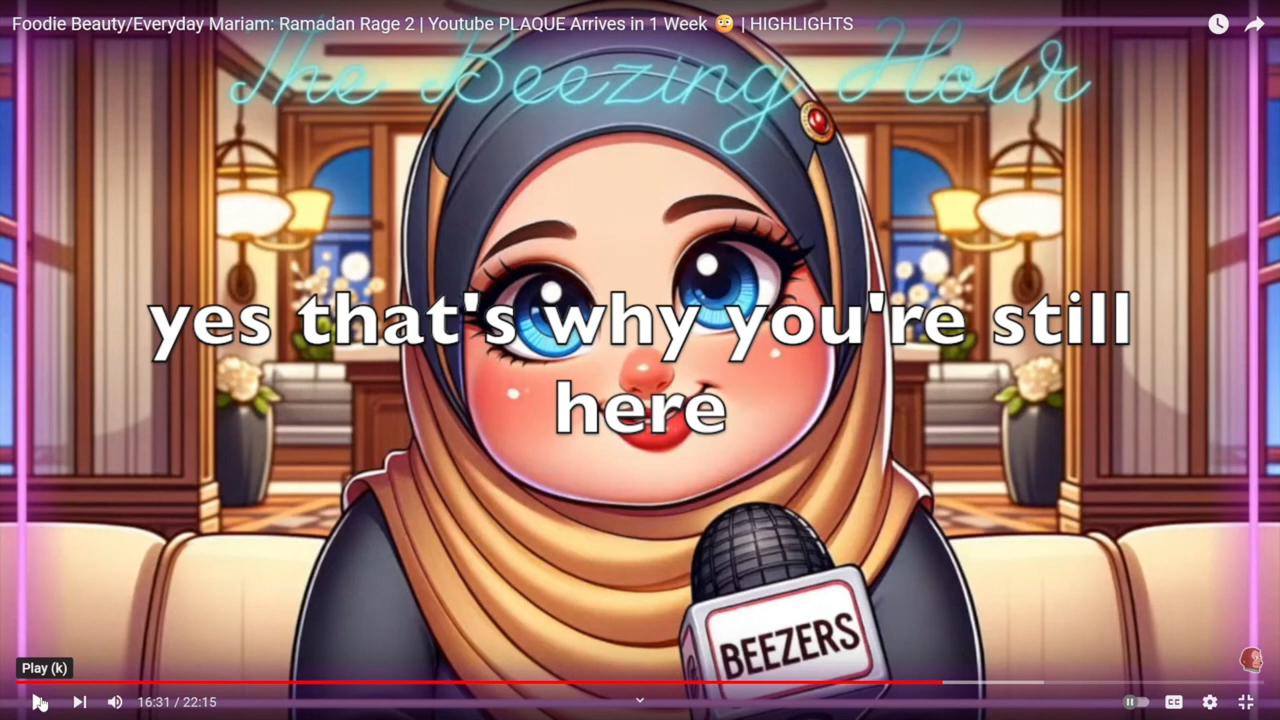 Foodie Beauty/Everyday Mariam: Ramadan Rage 2 | Youtube PLAQUE Arrives in 1 Week 😳 | HIGHLIGHTS
The Beezing Hour
yes that's why you're still
here
BEEZERS
Play (k)
16:31 / 22:15
CC